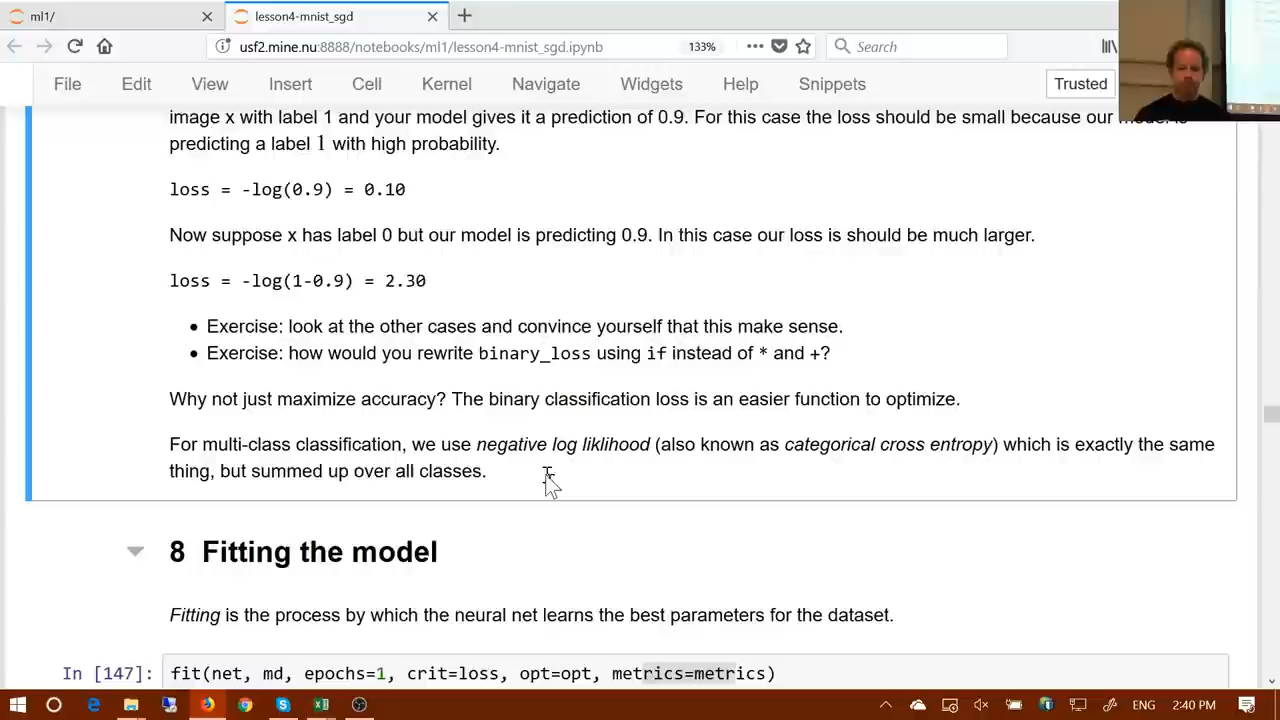 ml1/
lesson4-mnist_sgd
usf2.mine.nu:8888/notebooks/ml1/lesson4-mnist_sgd.ipynb
133%
Search
File Edit View Insert Cell Kernel Navigate Widgets Help Snippets
Trusted
image x with label 1 and your model gives it a prediction of 0.9. For this case the loss should be small because our
predicting a label 1 with high probability.
loss = -log(0.9) = 0.10
Now suppose x has label 0 but our model is predicting 0.9. In this case our loss is should be much larger.
loss = -log(1-0.9) = 2.30
• Exercise: look at the other cases and convince yourself that this make sense.
• Exercise: how would you rewrite binary_loss using if instead of * and +?
Why not just maximize accuracy? The binary classification loss is an easier function to optimize.
For multi-class classification, we use negative log liklihood (also known as categorical cross entropy) which is exactly the same
thing, but summed up over all classes.
8 Fitting the model
Fitting is the process by which the neural net learns the best parameters for the dataset.
In [147]: fit(net, md, epochs=1, crit=loss, opt=opt, metrics=metrics)
ENG 2:40 PM